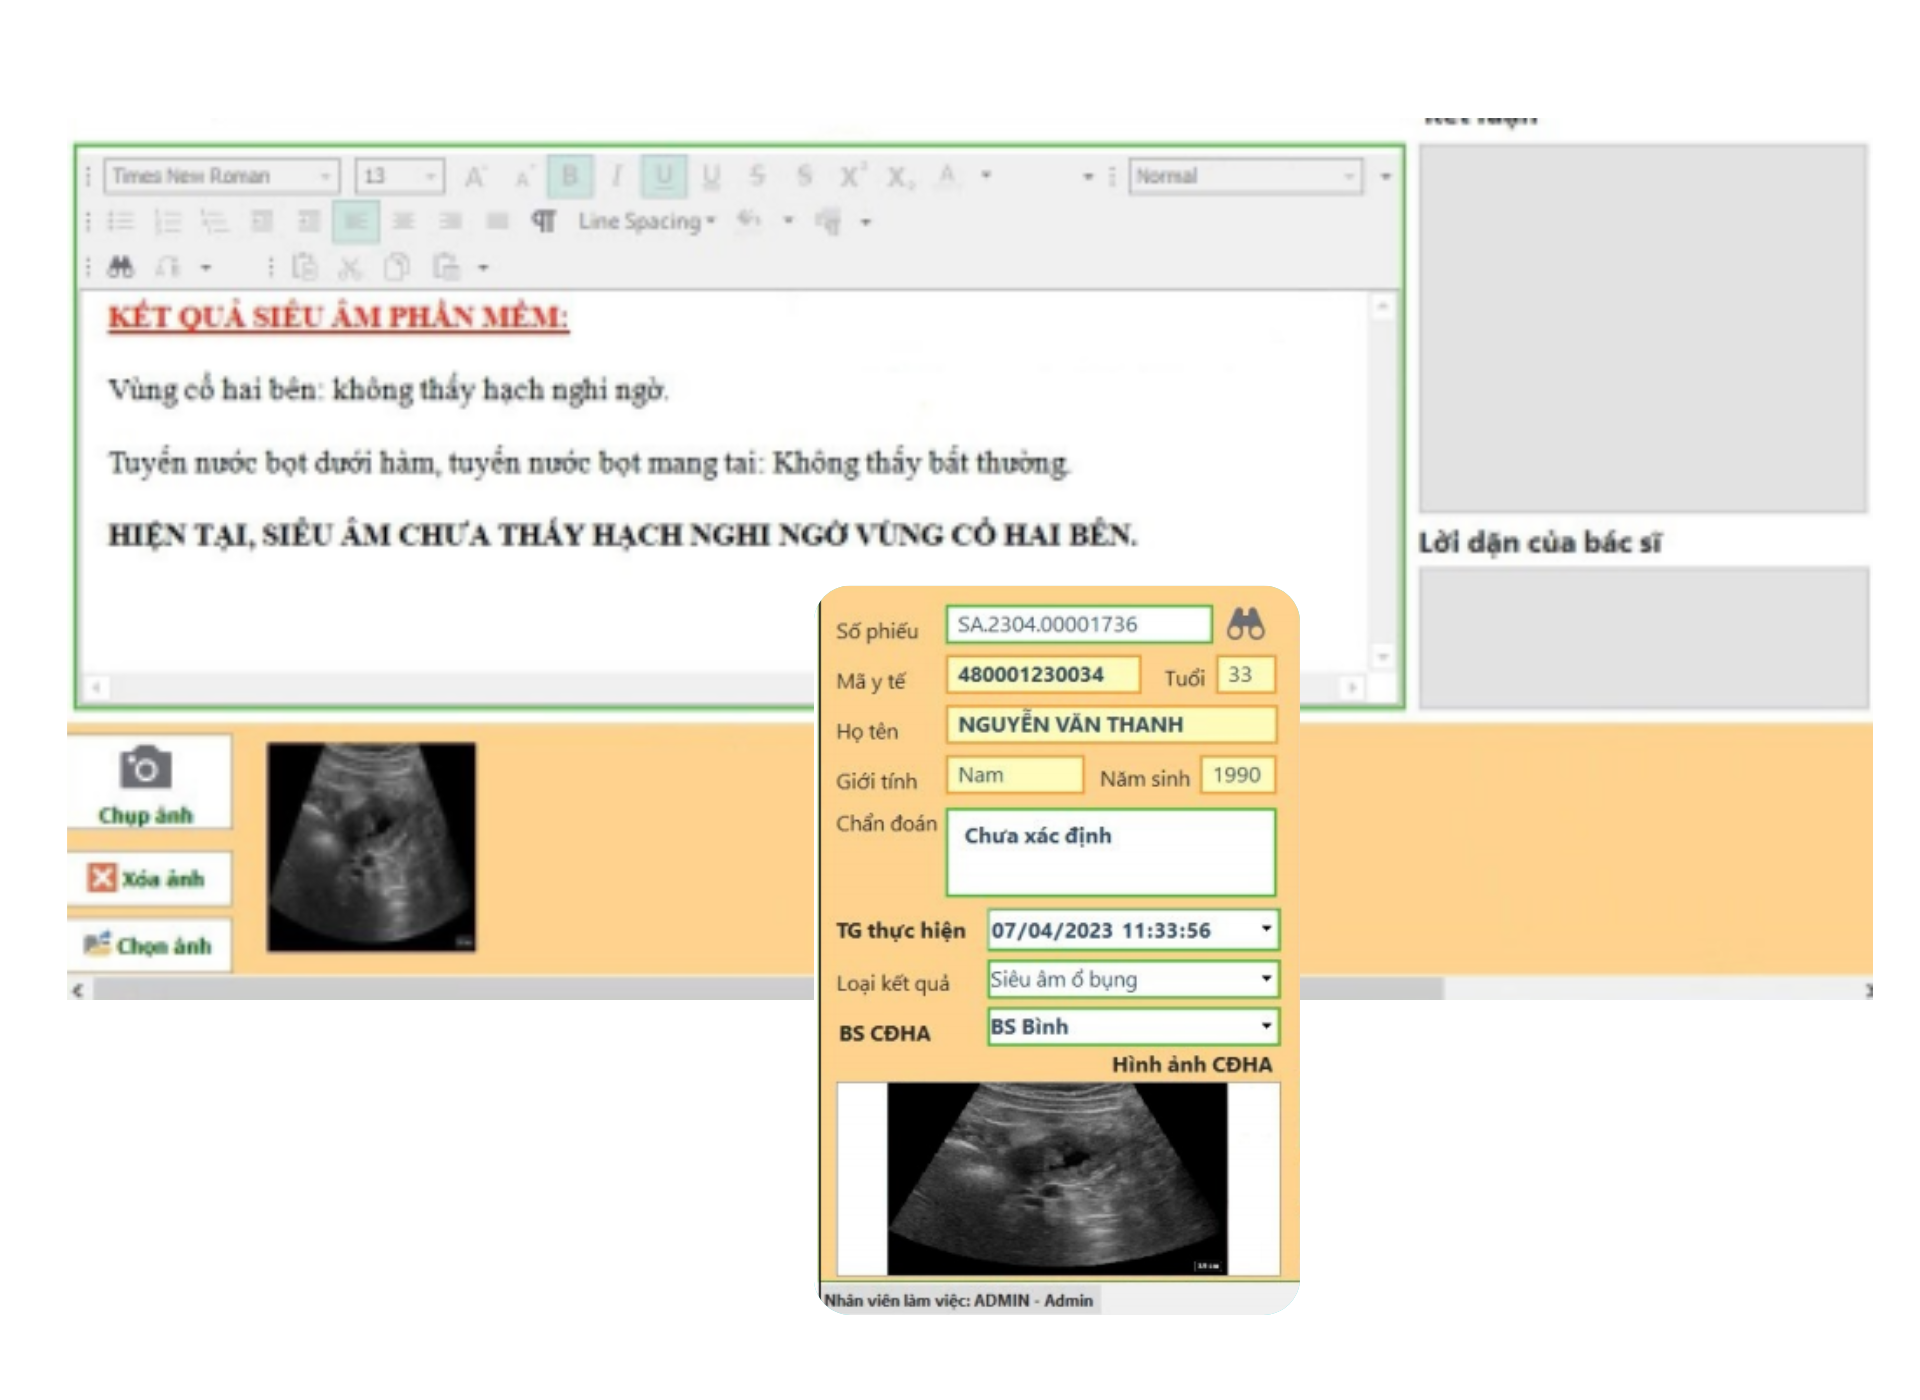 Kết luận
Times New Roman 13 A A B I U U S S X² X₂ A Normal
Line Spacing
KẾT QUẢ SIÊU ÂM PHẦN MỀM:
Vùng cổ hai bên: không thấy hạch nghi ngờ.
Tuyến nước bọt dưới hàm, tuyến nước bọt mang tai: Không thấy bất thường.
HIỆN TẠI, SIÊU ÂM CHƯA THẤY HẠCH NGHI NGỜ VÙNG CỔ HAI BÊN.
Lời dặn của bác sĩ
Chụp ảnh
Xóa ảnh
Chọn ảnh
Số phiếu SA.2304.00001736
Mã y tế 480001230034 Tuổi 33
Họ tên NGUYỄN VĂN THANH
Giới tính Nam Năm sinh 1990
Chẩn đoán Chưa xác định
TG thực hiện 07/04/2023 11:33:56
Loại kết quả Siêu âm ổ bụng
BS CĐHA BS Bình
Hình ảnh CĐHA
Nhân viên làm việc: ADMIN - Admin